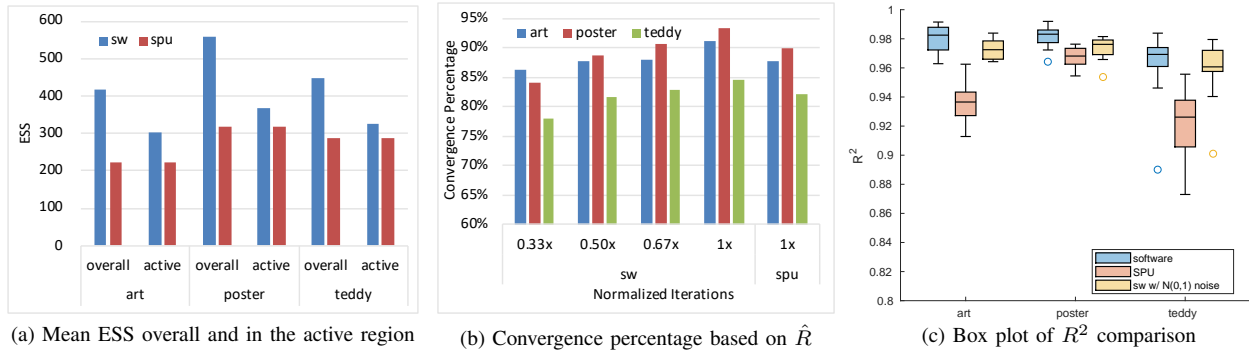 600
500
400
300
200
100
0
ESS
sw spu
overall active overall active overall active
art poster teddy
(a) Mean ESS overall and in the active region
100%
95%
90%
85%
80%
75%
70%
65%
60%
Convergence Percentage
art poster teddy
0.33x 0.50x 0.67x 1x 1x
sw spu
Normalized Iterations
(b) Convergence percentage based on R̂
1
0.98
0.96
0.94
0.92
0.9
0.88
0.86
0.84
0.82
0.8
R²
software
SPU
sw w/ N(0,1) noise
art poster teddy
(c) Box plot of R² comparison